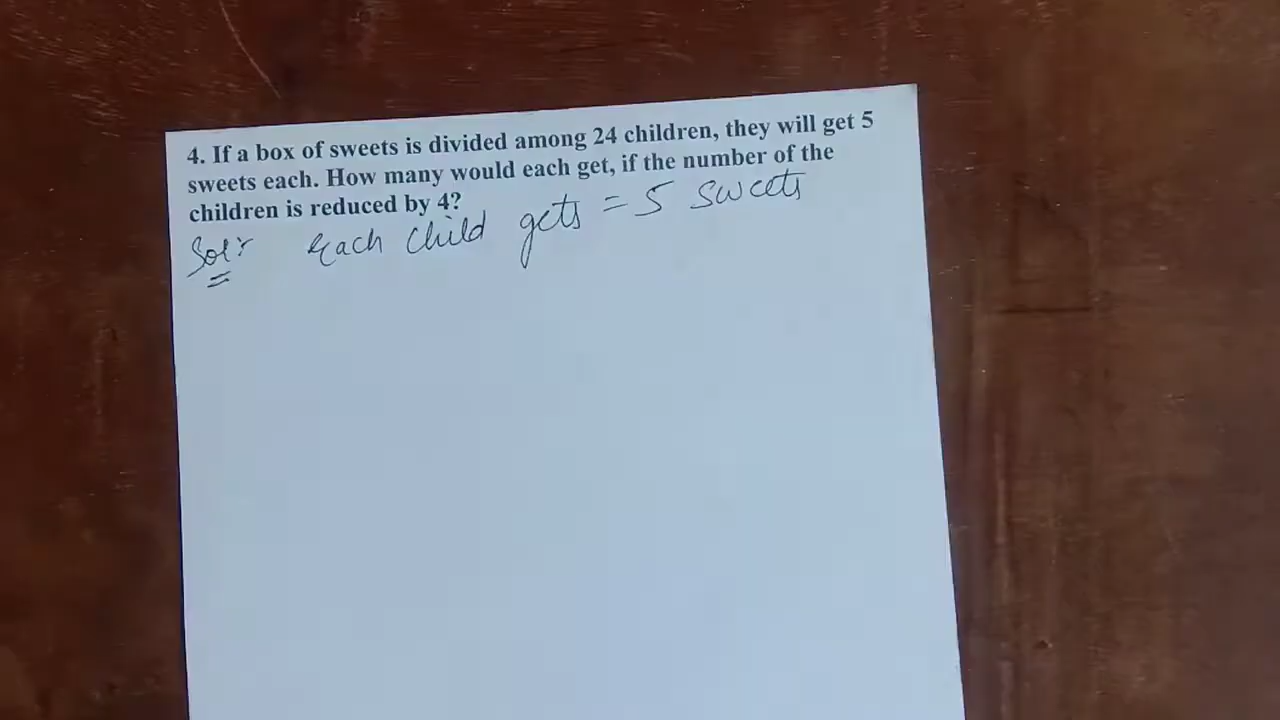 4. If a box of sweets is divided among 24 children, they will get 5
sweets each. How many would each get, if the number of the
children is reduced by 4?
Sol: Each child gets = 5 sweets